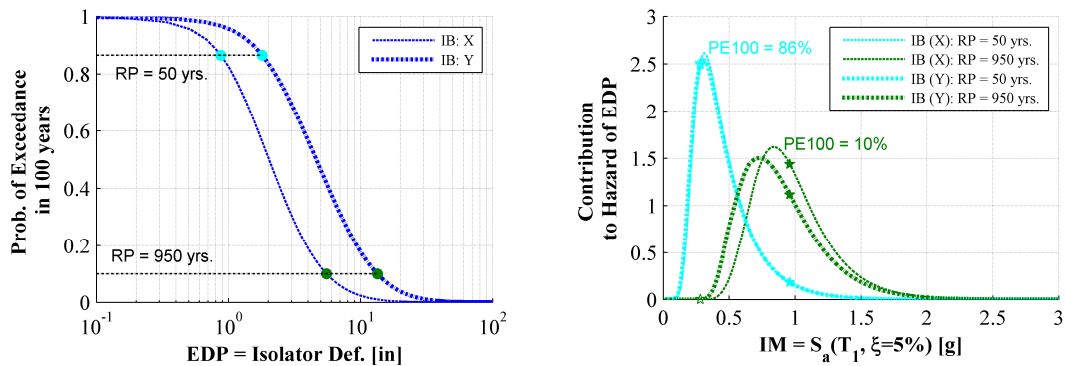 Prob. of Exceedance
in 100 years
1
0.8
0.6
0.4
0.2
0
RP = 50 yrs.
RP = 950 yrs.
IB: X
IB: Y
10^-1
10^0
10^1
10^2
EDP = Isolator Def. [in]
Contribution
to Hazard of EDP
3
2.5
2
1.5
1
0.5
0
PE100 = 86%
PE100 = 10%
IB (X): RP = 50 yrs.
IB (X): RP = 950 yrs.
IB (Y): RP = 50 yrs.
IB (Y): RP = 950 yrs.
0
0.5
1
1.5
2
2.5
3
IM = S_a(T_1, ξ=5%) [g]